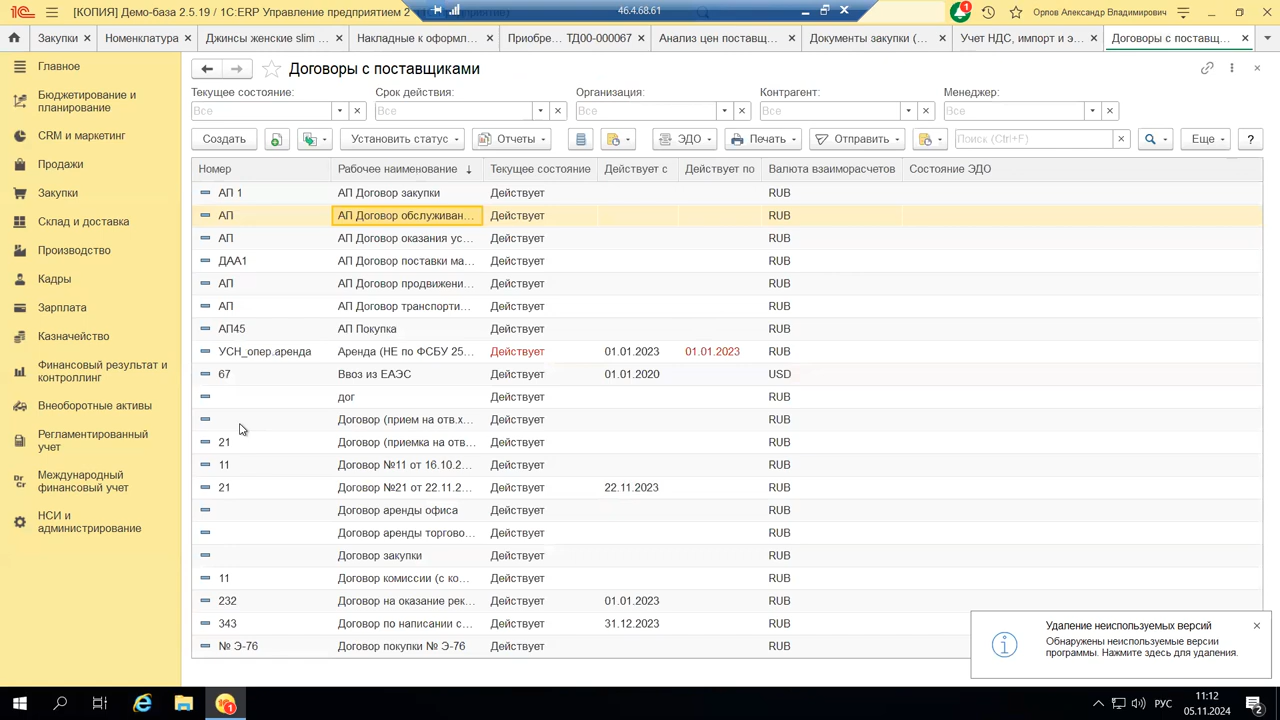 [КОПИЯ] Демо-база 2.5.19 / 1С:ERP Управление предприятием 2
46.4.68.61
Орлов Александр Владимирович
Закупки
Номенклатура
Джинсы женские slim ...
Накладные к оформл...
Приобре... ТД00-000067
Анализ цен поставщ...
Документы закупки (...
Учет НДС, импорт и э...
Договоры с поставщ...
Главное
Бюджетирование и
планирование
CRM и маркетинг
Продажи
Закупки
Склад и доставка
Производство
Кадры
Зарплата
Казначейство
Финансовый результат и
контроллинг
Внеоборотные активы
Регламентированный
учет
Международный
финансовый учет
НСИ и
администрирование
Договоры с поставщиками
Текущее состояние: Срок действия: Организация: Контрагент: Менеджер:
Все Все Все Все Все
Создать Установить статус Отчеты ЭДО Печать Отправить Поиск (Ctrl+F) Еще ?
Номер Рабочее наименование ↓ Текущее состояние Действует с Действует по Валюта взаиморасчетов Состояние ЭДО
АП 1 АП Договор закупки Действует RUB
АП АП Договор обслуживан... Действует RUB
АП АП Договор оказания ус... Действует RUB
ДАА1 АП Договор поставки ма... Действует RUB
АП АП Договор продвижени... Действует RUB
АП АП Договор транспорти... Действует RUB
АП45 АП Покупка Действует RUB
УСН_опер.аренда Аренда (НЕ по ФСБУ 25... Действует 01.01.2023 01.01.2023 RUB
67 Ввоз из ЕАЭС Действует 01.01.2020 USD
дог Действует RUB
Договор (прием на отв.х... Действует RUB
21 Договор (приемка на отв... Действует RUB
11 Договор №11 от 16.10.2... Действует RUB
21 Договор №21 от 22.11.2... Действует 22.11.2023 RUB
Договор аренды офиса Действует RUB
Договор аренды торгово... Действует RUB
Договор закупки Действует RUB
11 Договор комиссии (с ко... Действует RUB
232 Договор на оказание рек... Действует 01.01.2023 RUB
343 Договор по написании с... Действует 31.12.2023 RUB
№ Э-76 Договор покупки № Э-76 Действует RUB
Удаление неиспользуемых версий
Обнаружены неиспользуемые версии
программы. Нажмите здесь для удаления.
РУС
11:12
05.11.2024